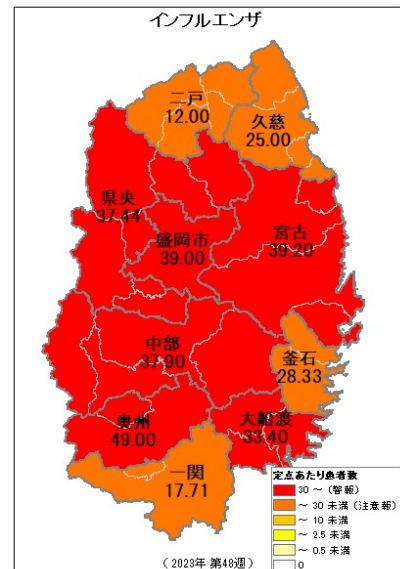 インフルエンザ
二戸
12.00
久慈
25.00
県央
37.44
盛岡市
39.00
宮古
39.20
中部
37.90
釜石
28.33
奥州
49.00
大船渡
33.40
一関
17.71
定点あたり患者数
30 ～ (警報)
～ 30 未満 (注意報)
～ 10 未満
～ 2.5 未満
～ 0.5 未満
0
( 2023年 第48週 )